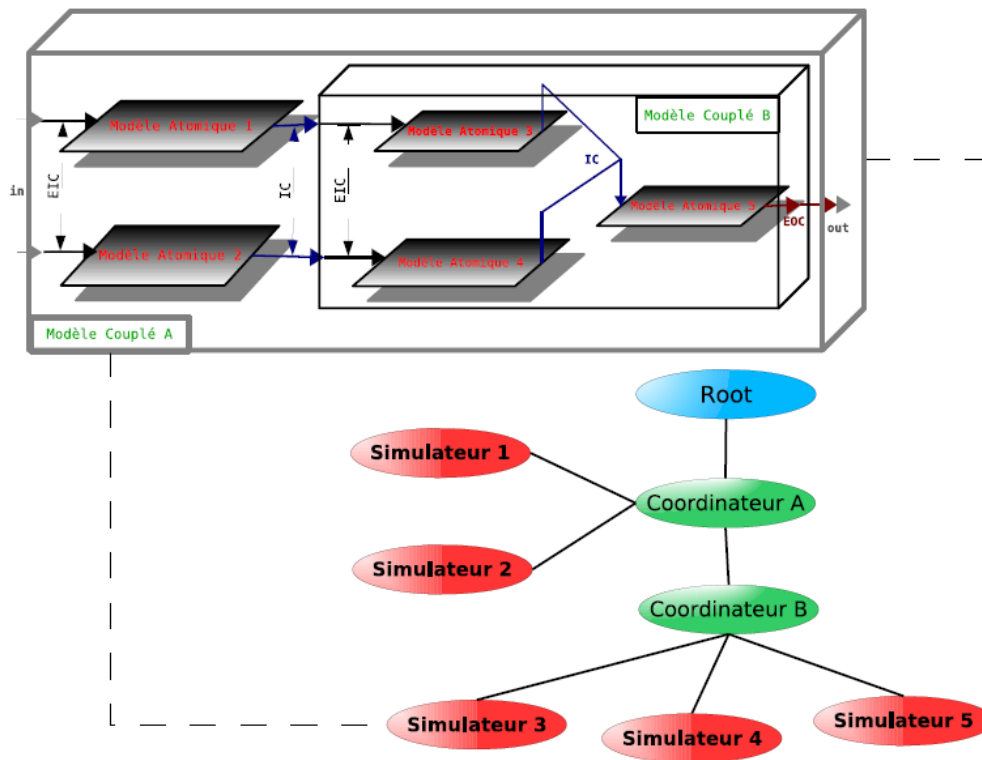 Modèle Couplé B
Modèle Atomique 1
Modèle Atomique 3
in
EIC
IC
EIC
IC
Modèle Atomique 5
EOC
out
Modèle Atomique 2
Modèle Atomique 4
Modèle Couplé A
Root
Simulateur 1
Coordinateur A
Simulateur 2
Coordinateur B
Simulateur 3
Simulateur 4
Simulateur 5